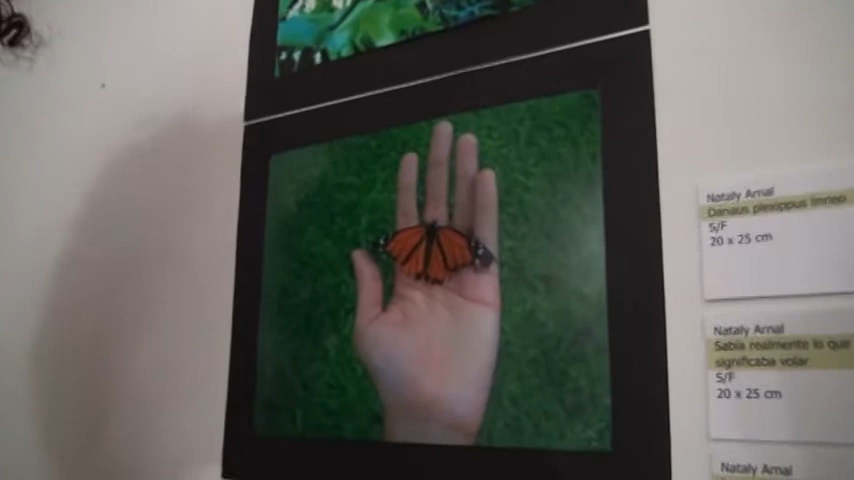 Nataly Arnal
Danaus plexippus linneo
S/F
20 x 25 cm
Nataly Arnal
Sabía realmente lo que
significaba volar
S/F
20 x 25 cm
Nataly Arnal